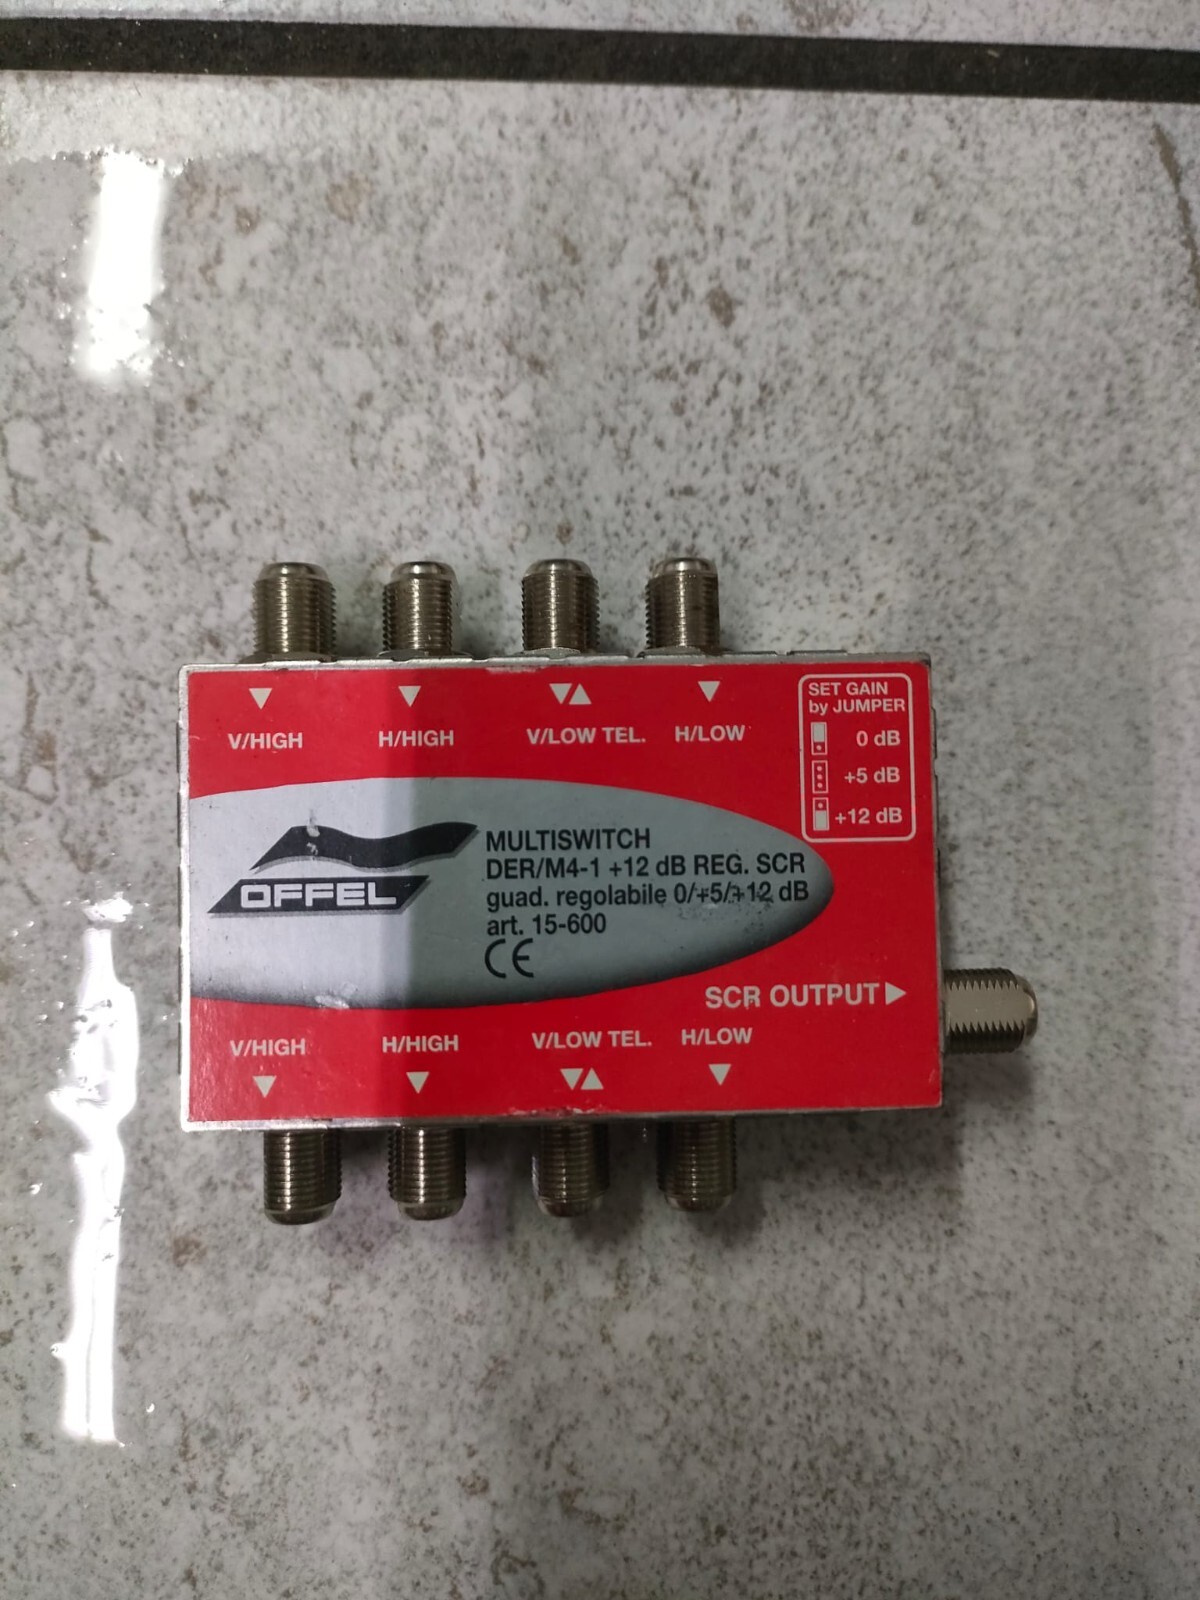 V/HIGH H/HIGH V/LOW TEL. H/LOW
SET GAIN
by JUMPER
0 dB
+5 dB
+12 dB
OFFEL
MULTISWITCH
DER/M4-1 +12 dB REG. SCR
guad. regolabile 0/+5/+12 dB
art. 15-600
CE
SCR OUTPUT
V/HIGH H/HIGH V/LOW TEL. H/LOW